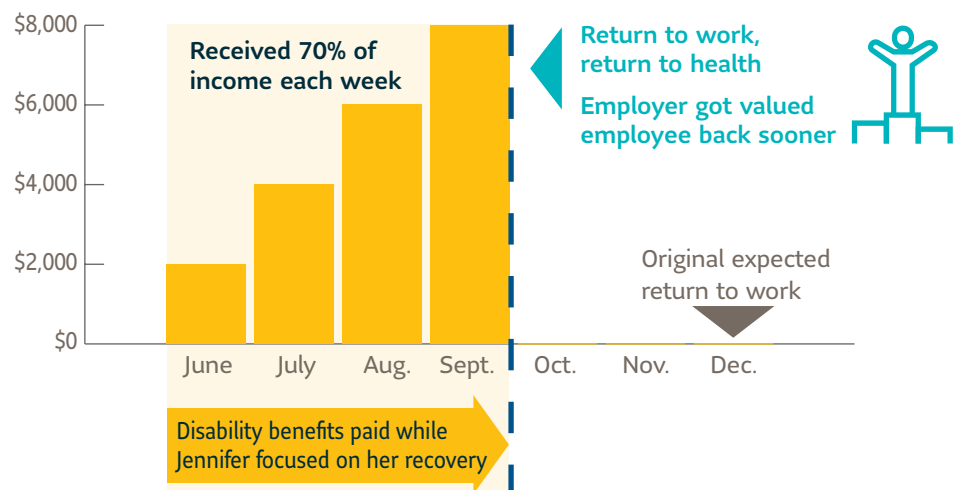 $8,000
$6,000
$4,000
$2,000
$0
Received 70% of
income each week
Return to work,
return to health
Employer got valued
employee back sooner
Original expected
return to work
June July Aug. Sept. Oct. Nov. Dec.
Disability benefits paid while
Jennifer focused on her recovery